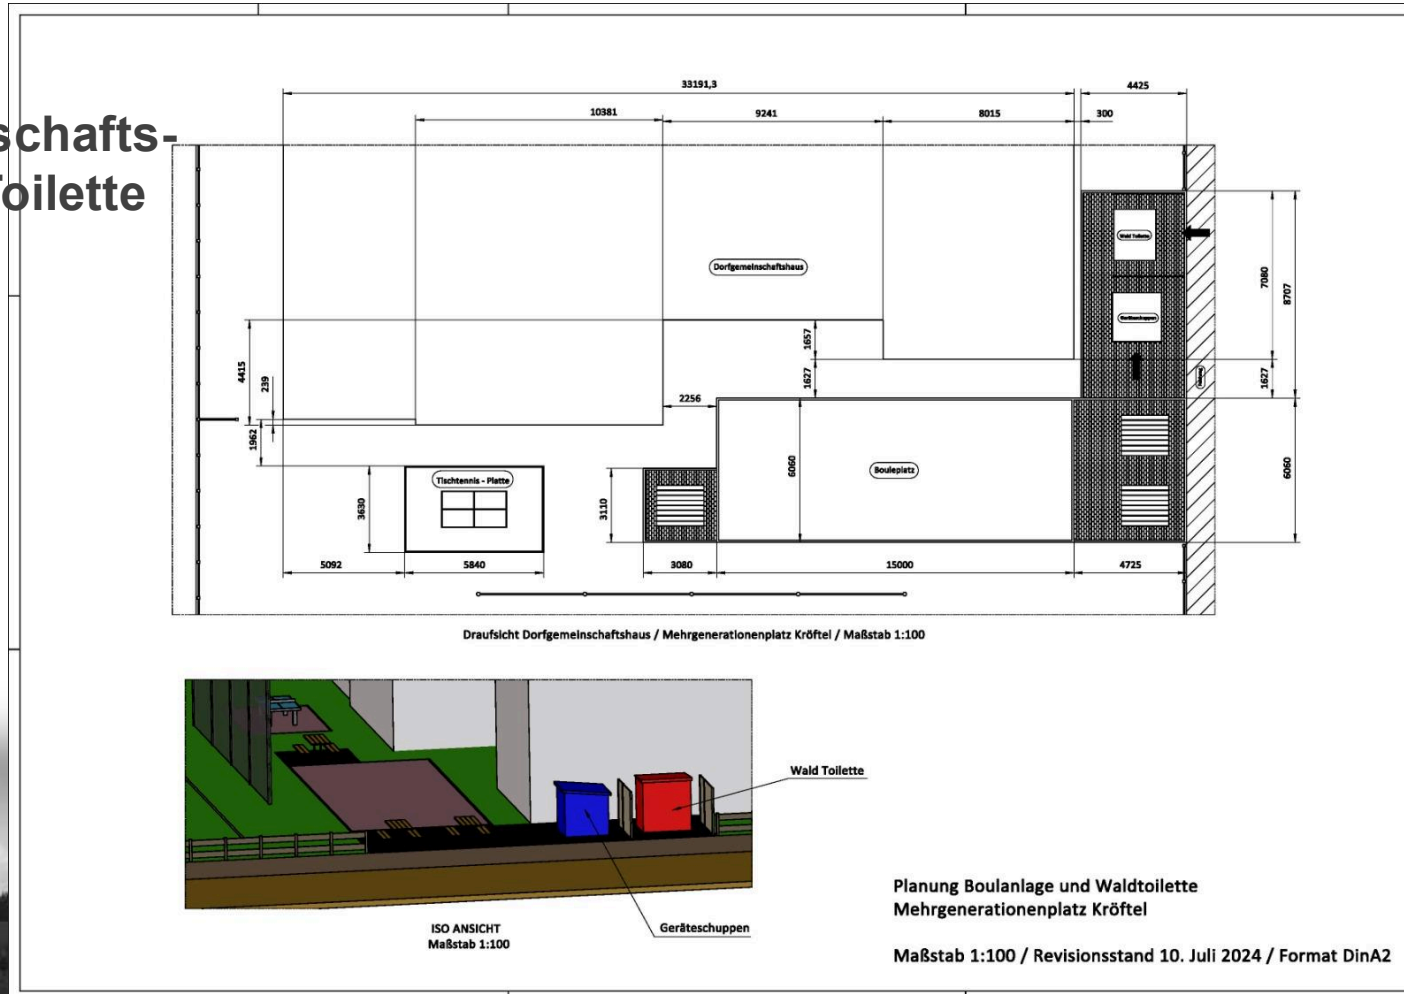 schafts-
oilette
33191,3
4425
10381
9241
8015
300
Wald Toilette
Dorfgemeinschaftshaus
7080
8707
Geräteschuppen
1657
4415
239
1627
1627
2256
1962
Tischtennis - Platte
6060
Bouleplatz
6060
3630
3110
5092
5840
3080
15000
4725
Draufsicht Dorfgemeinschaftshaus / Mehrgenerationenplatz Kröftel / Maßstab 1:100
Wald Toilette
Geräteschuppen
ISO ANSICHT
Maßstab 1:100
Planung Boulanlage und Waldtoilette
Mehrgenerationenplatz Kröftel
Maßstab 1:100 / Revisionsstand 10. Juli 2024 / Format DinA2